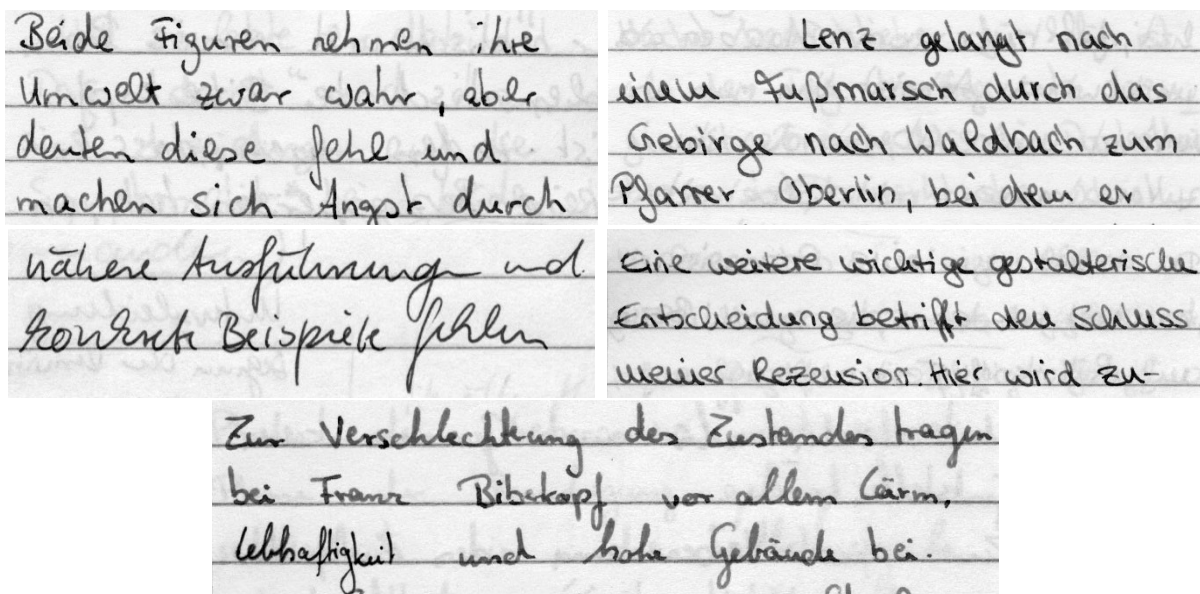 Beide Figuren nehmen ihre
Umwelt zwar wahr, aber
deuten diese fehl und
machen sich Angst durch
Lenz gelangt nach
einem Fußmarsch durch das
Gebirge nach Waldbach zum
Pfarrer Oberlin, bei dem er
nähere Ausführungen und
konkrete Beispiele fehlen
Eine weitere wichtige gestalterische
Entscheidung betrifft den Schluss
meiner Rezension. Hier wird zu-
Zur Verschlechterung des Zustandes tragen
bei Franz Biberkopf vor allem Lärm,
Lebhaftigkeit und hohe Gebäude bei.